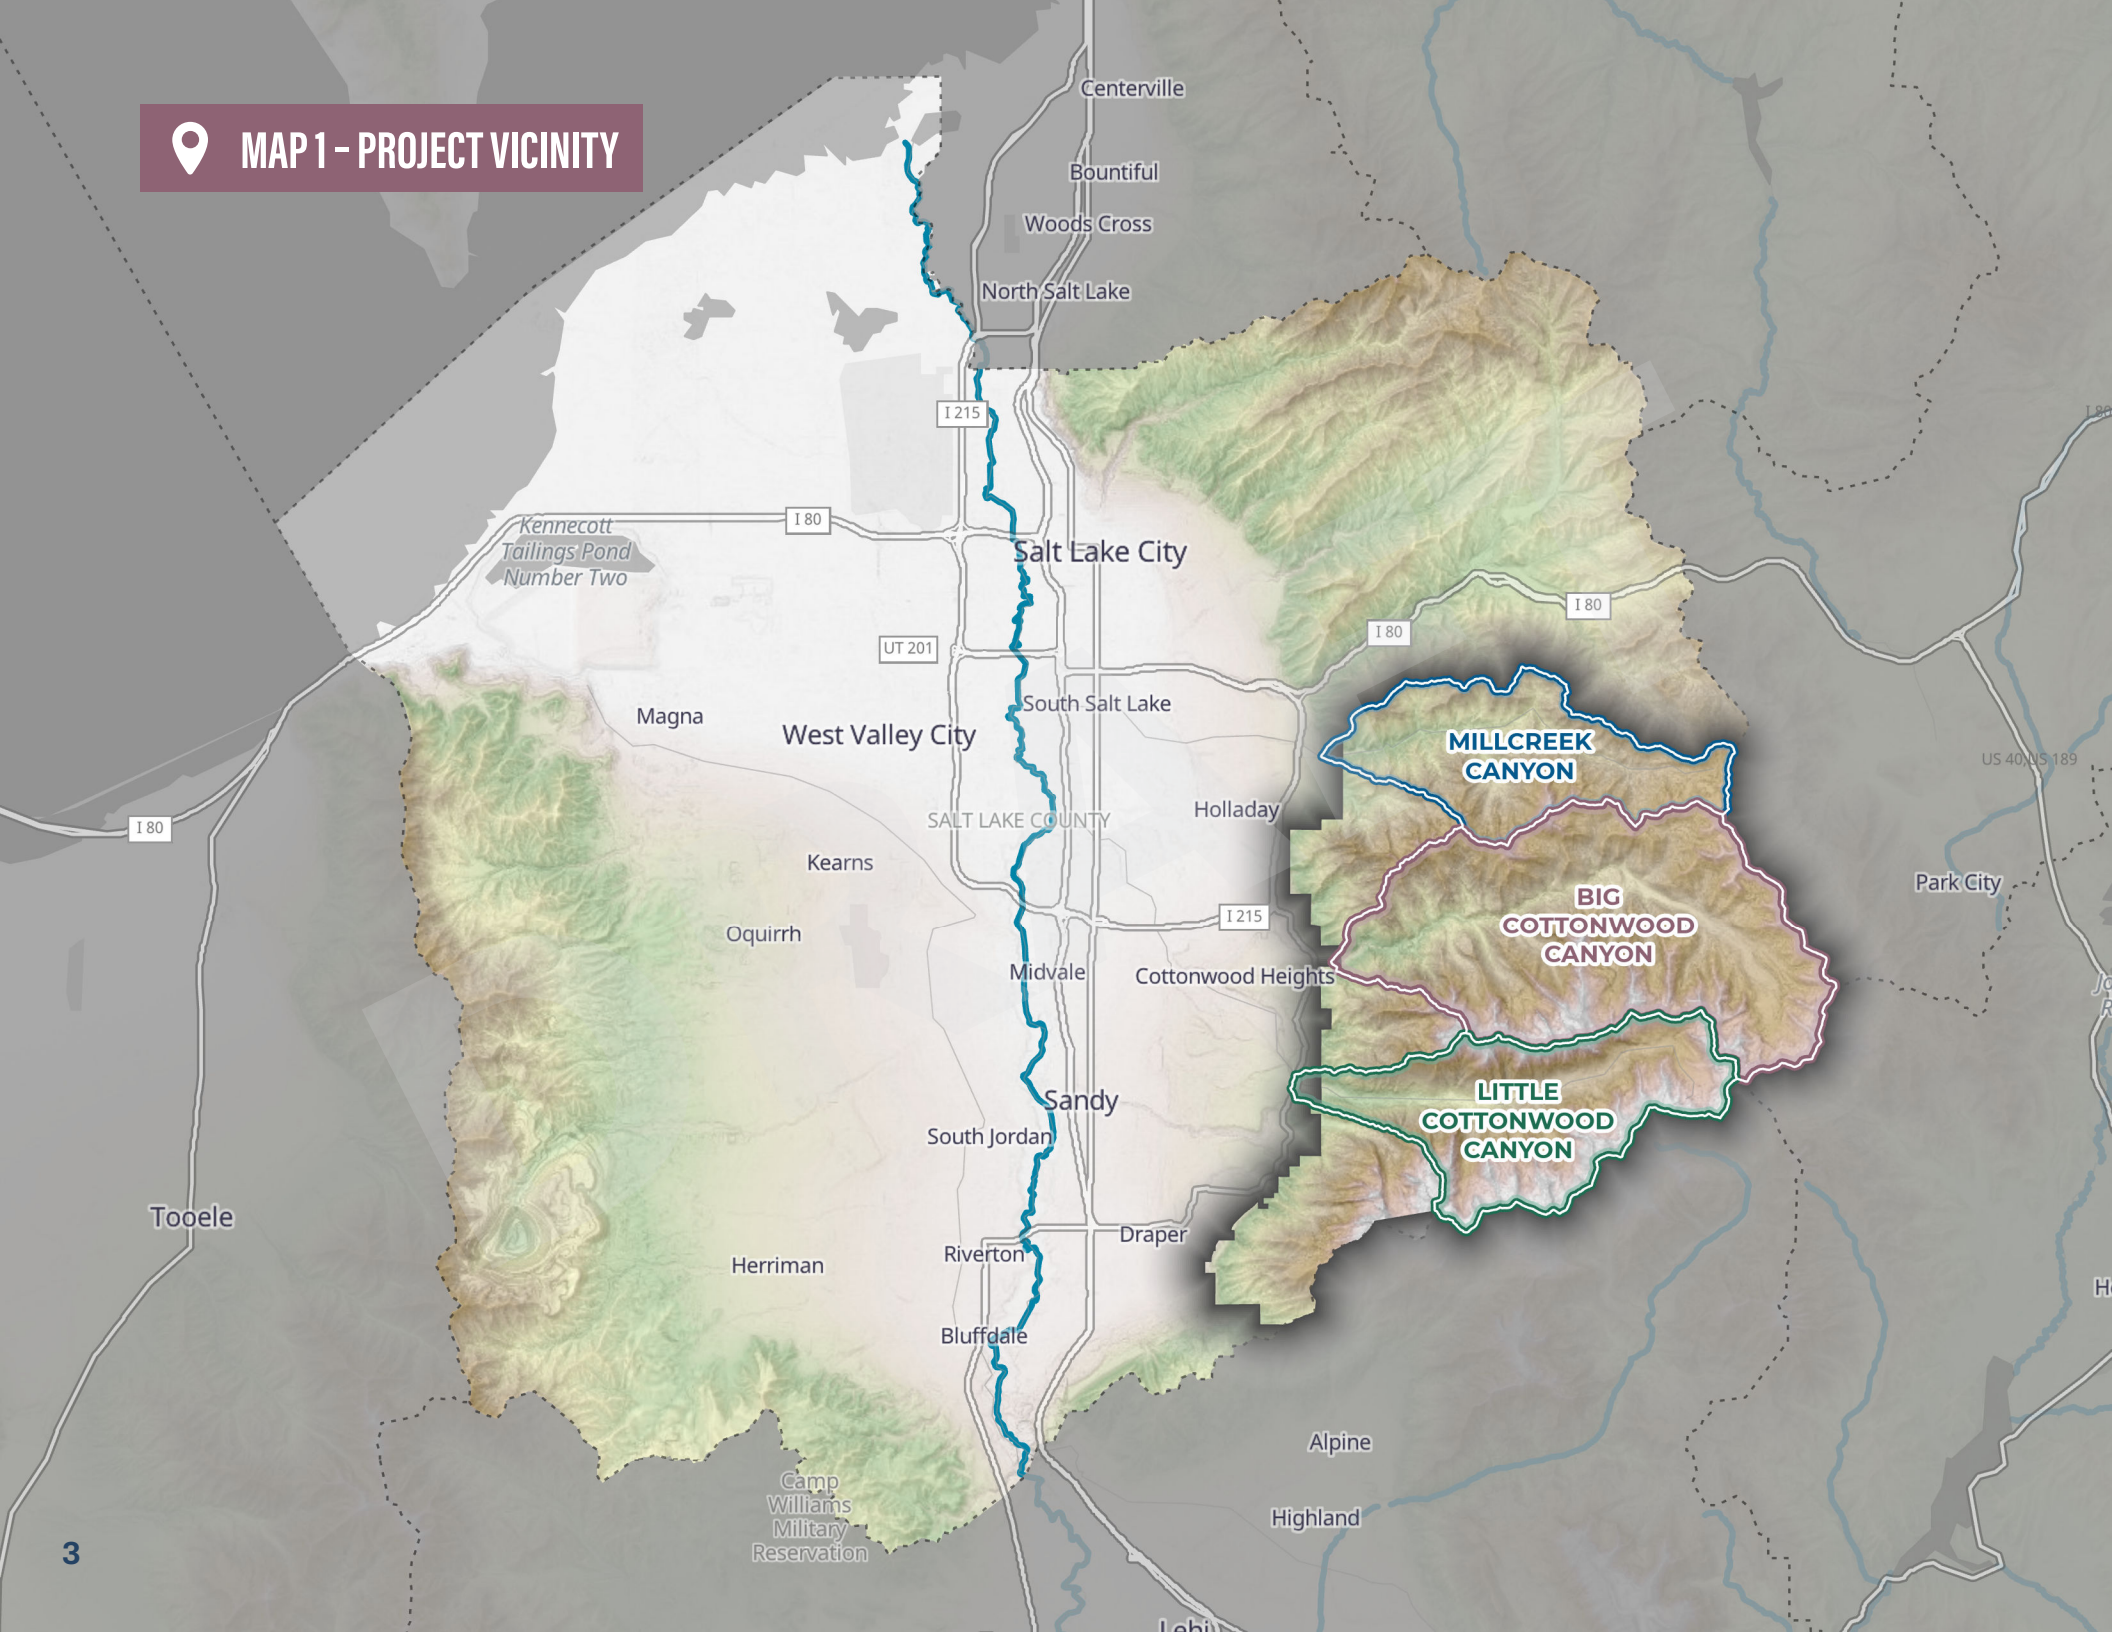 MAP 1 – PROJECT VICINITY
Centerville
Bountiful
Woods Cross
North Salt Lake
I 215
I 80
Kennecott
Tailings Pond
Number Two
I 80
Salt Lake City
I 80
I 80
UT 201
South Salt Lake
Magna
West Valley City
MILLCREEK
CANYON
US 40;US 189
I 80
SALT LAKE COUNTY
Holladay
Kearns
Park City
BIG
COTTONWOOD
CANYON
I 215
Oquirrh
Midvale
Cottonwood Heights
Sandy
South Jordan
LITTLE
COTTONWOOD
CANYON
Tooele
Draper
Riverton
Herriman
Bluffdale
Alpine
Camp
Williams
Military
Reservation
Highland
3